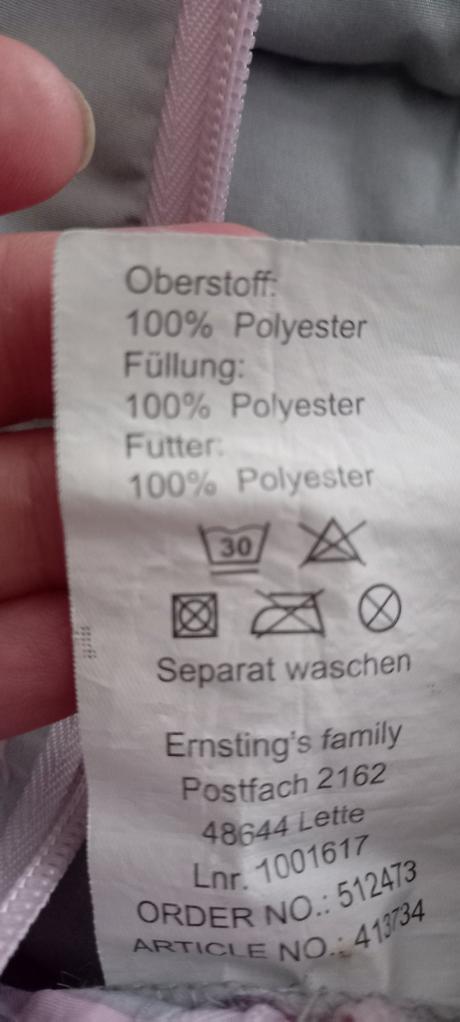 Oberstoff:
100% Polyester
Füllung:
100% Polyester
Futter:
100% Polyester
30
Separat waschen
Ernsting's family
Postfach 2162
48644 Lette
Lnr. 1001617
ORDER NO.: 512473
ARTICLE NO.: 413734